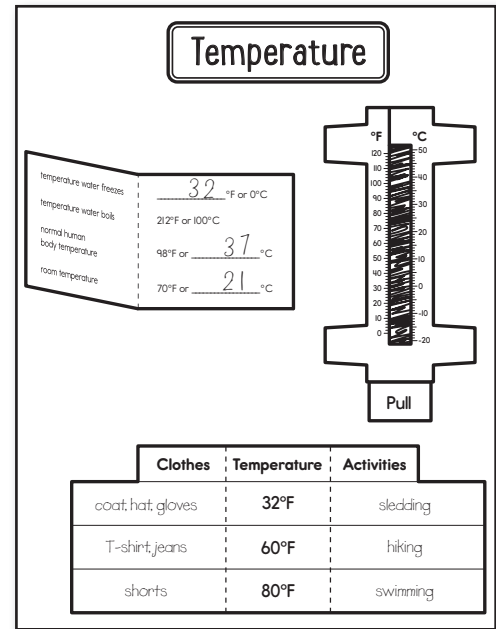 Temperature
temperature water freezes
32 °F or 0°C
temperature water boils
212°F or 100°C
normal human
body temperature
98°F or 37 °C
room temperature
70°F or 21 °C
°F °C
120
110
100
90
80
70
60
50
40
30
20
10
0
50
40
30
20
10
0
-10
-20
Pull
Clothes Temperature Activities
coat, hat, gloves 32°F sledding
T-shirt, jeans 60°F hiking
shorts 80°F swimming